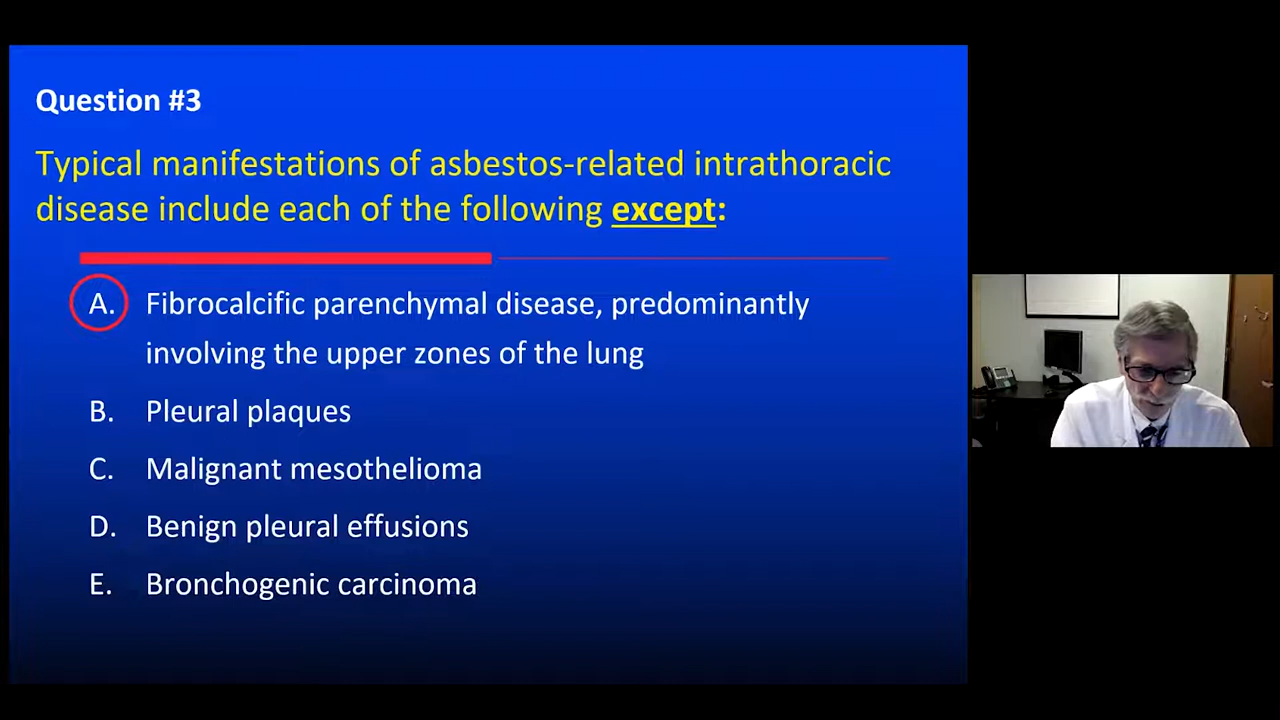 Question #3
Typical manifestations of asbestos-related intrathoracic
disease include each of the following except:
A. Fibrocalcific parenchymal disease, predominantly
involving the upper zones of the lung
B. Pleural plaques
C. Malignant mesothelioma
D. Benign pleural effusions
E. Bronchogenic carcinoma